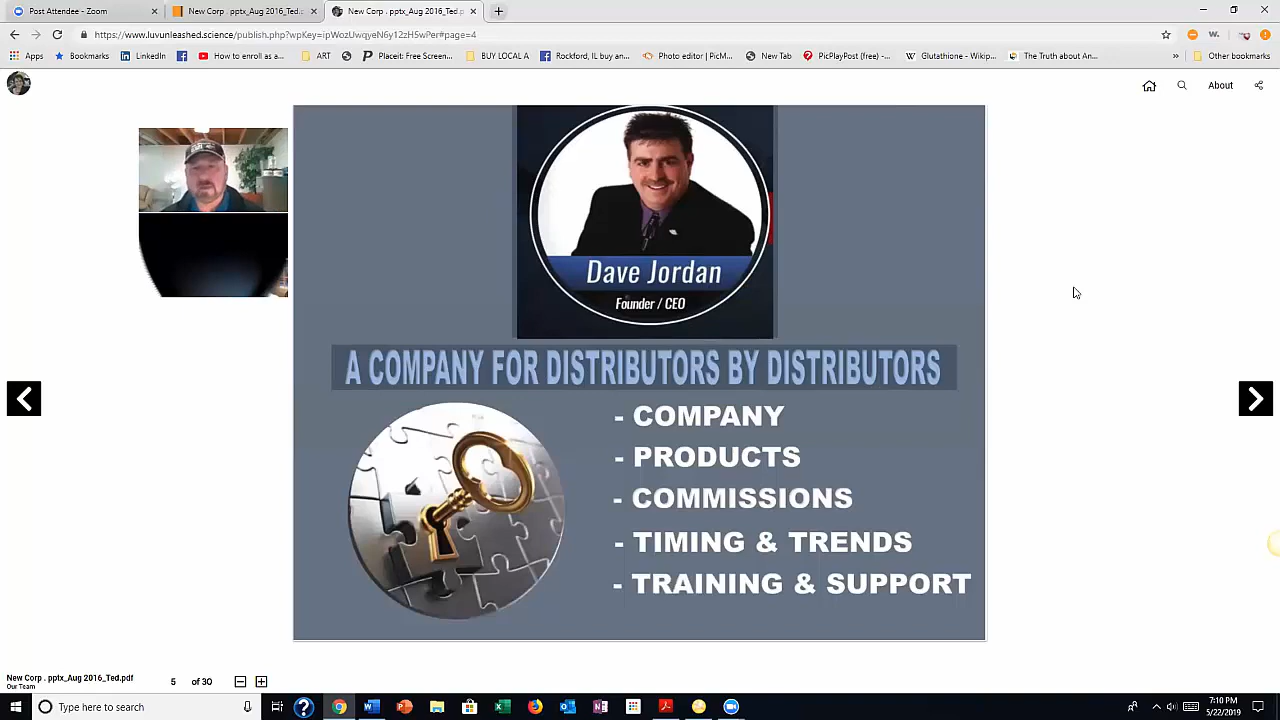 Post Attendee - Zoom
New Corp . pptx_Aug 2016_Ted.p
New Corp . pptx_Aug 2016_Ted.pd
https://www.luvunleashed.science/publish.php?wpKey=ipWozUwqyeN6y12zH5wPer#page=4
Apps
Bookmarks
LinkedIn
How to enroll as a...
ART
Placeit: Free Screen...
BUY LOCAL A
Rockford, IL buy an...
Photo editor | PicM...
New Tab
PicPlayPost (free) -...
Glutathione - Wikip...
The Truth about An...
Other bookmarks
About
Dave Jordan
Founder / CEO
A COMPANY FOR DISTRIBUTORS BY DISTRIBUTORS
- COMPANY
- PRODUCTS
- COMMISSIONS
- TIMING & TRENDS
- TRAINING & SUPPORT
New Corp . pptx_Aug 2016_Ted.pdf
Our Team
5 of 30
Type here to search
7:10 PM
5/22/2019